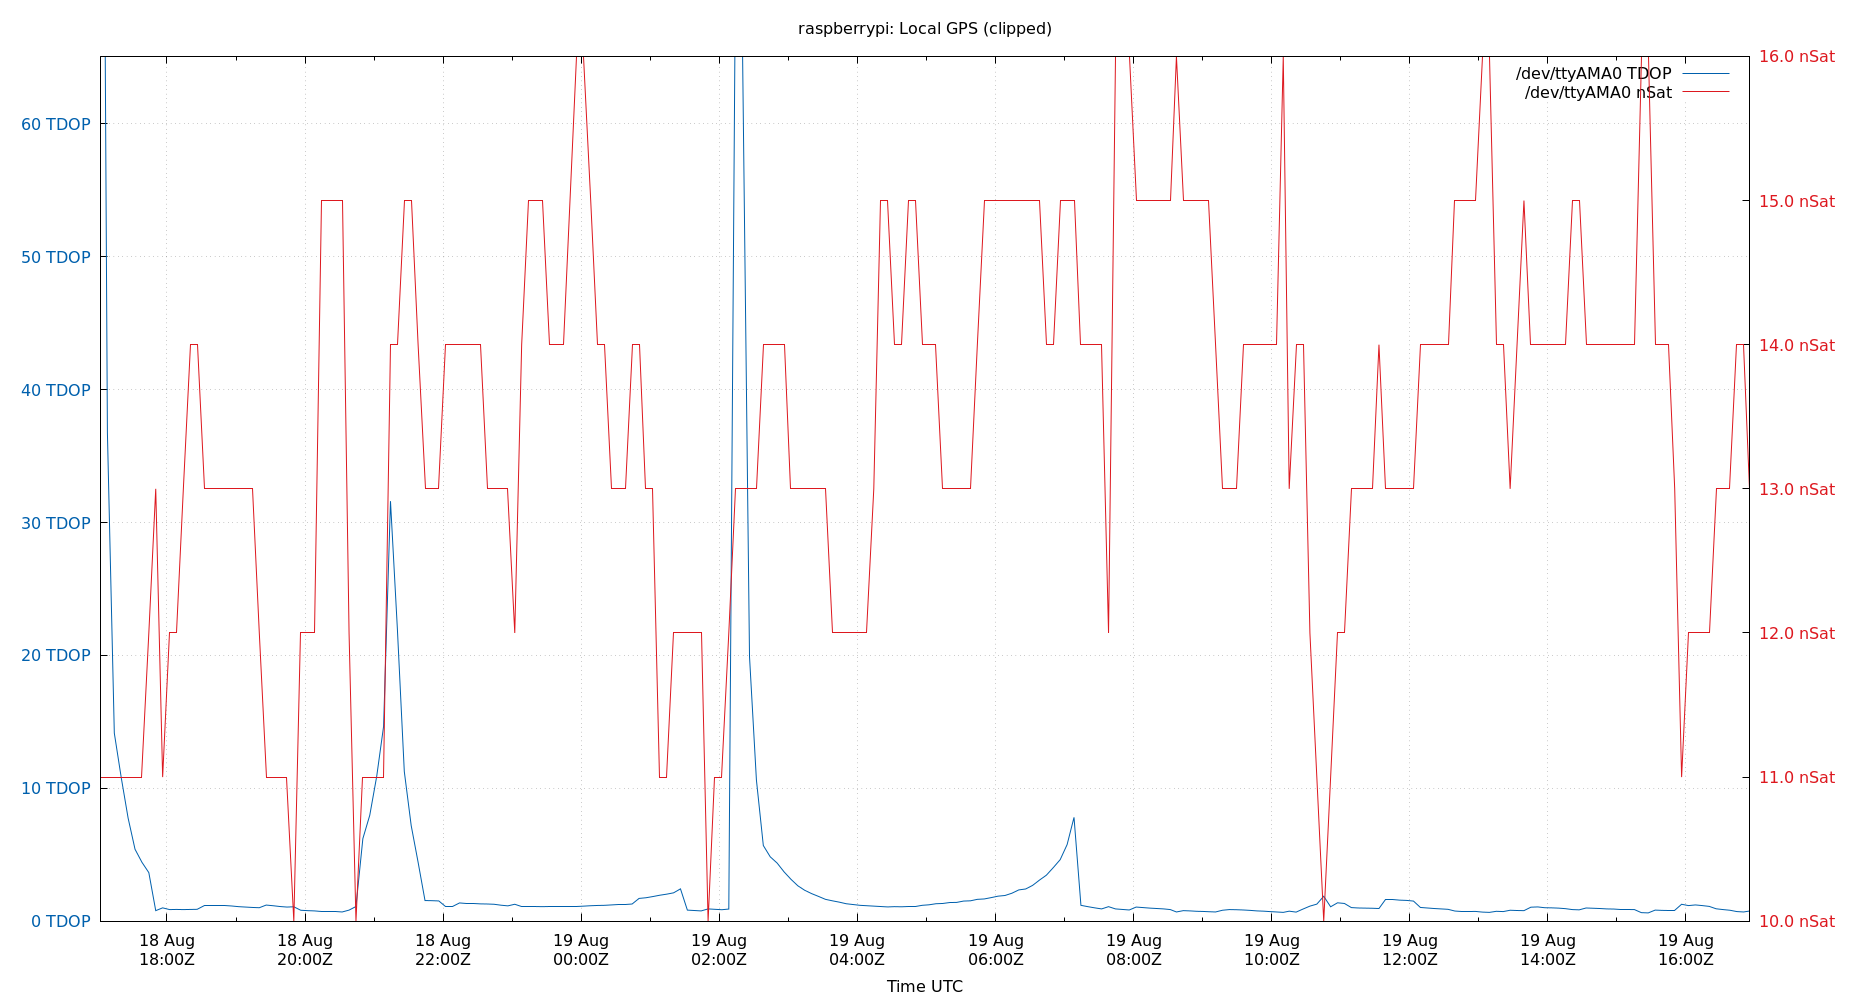 raspberrypi: Local GPS (clipped)
/dev/ttyAMA0 TDOP
/dev/ttyAMA0 nSat
60 TDOP
50 TDOP
40 TDOP
30 TDOP
20 TDOP
10 TDOP
0 TDOP
16.0 nSat
15.0 nSat
14.0 nSat
13.0 nSat
12.0 nSat
11.0 nSat
10.0 nSat
18 Aug
18:00Z
18 Aug
20:00Z
18 Aug
22:00Z
19 Aug
00:00Z
19 Aug
02:00Z
19 Aug
04:00Z
19 Aug
06:00Z
19 Aug
08:00Z
19 Aug
10:00Z
19 Aug
12:00Z
19 Aug
14:00Z
19 Aug
16:00Z
Time UTC